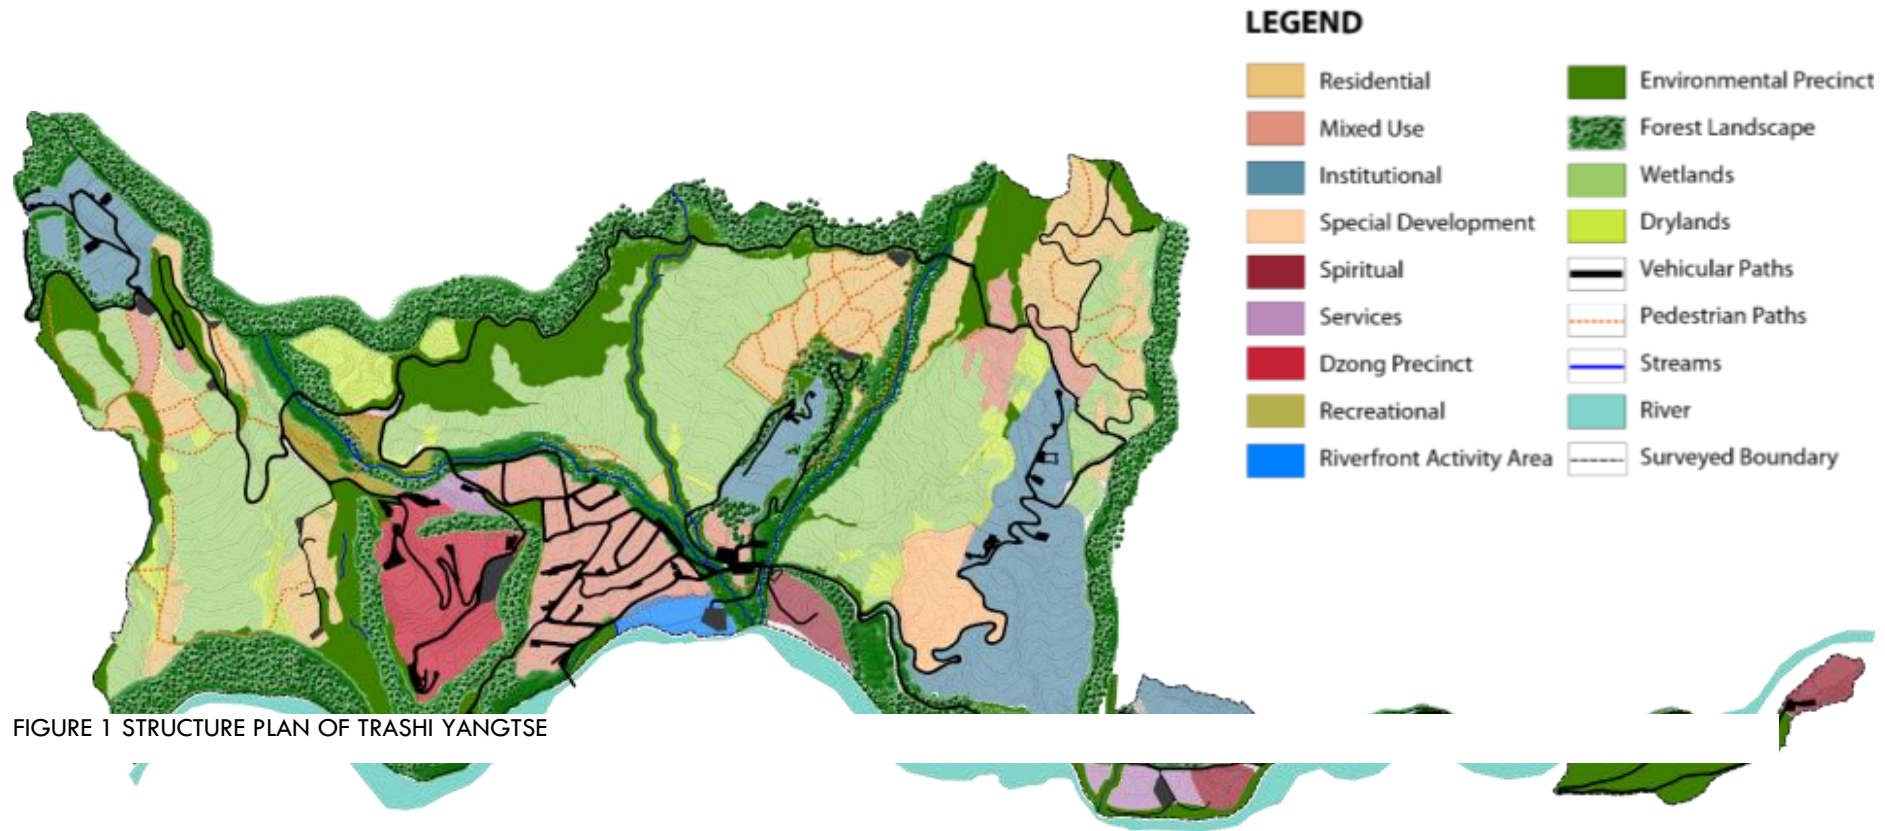 LEGEND
Residential
Mixed Use
Institutional
Special Development
Spiritual
Services
Dzong Precinct
Recreational
Riverfront Activity Area
Environmental Precinct
Forest Landscape
Wetlands
Drylands
Vehicular Paths
Pedestrian Paths
Streams
River
Surveyed Boundary
FIGURE 1 STRUCTURE PLAN OF TRASHI YANGTSE